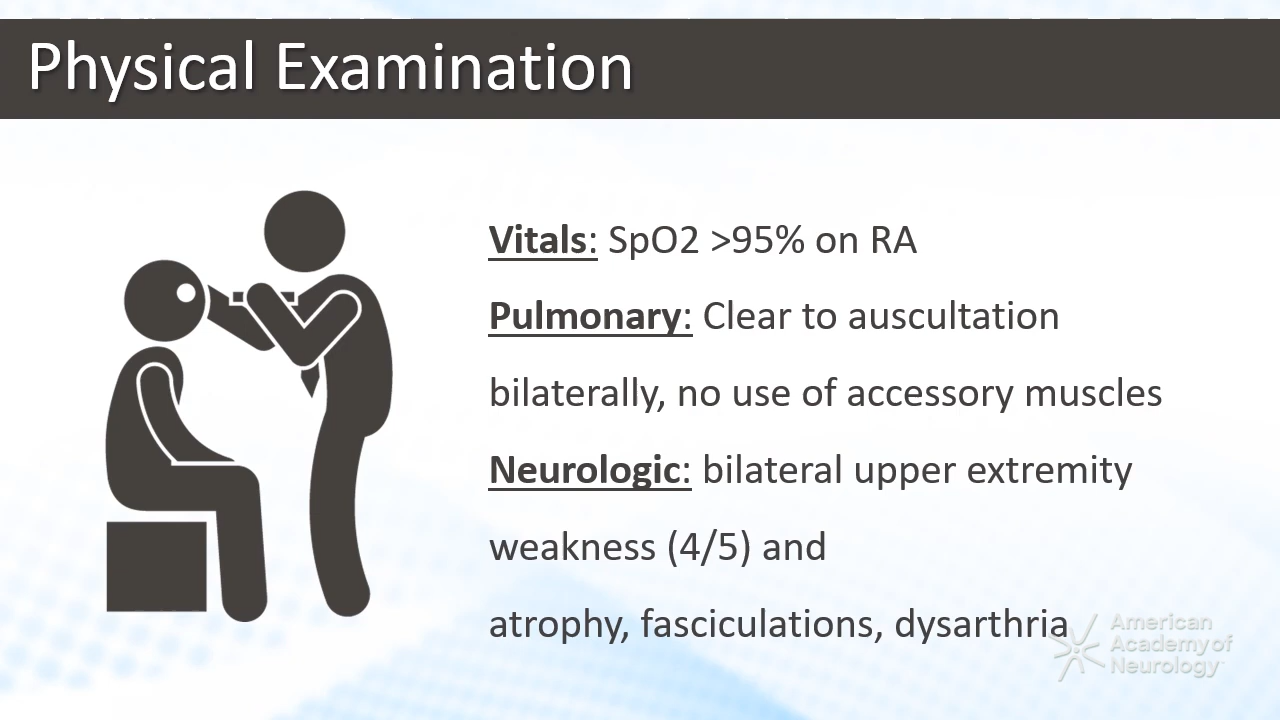 Physical Examination
Vitals: SpO2 >95% on RA
Pulmonary: Clear to auscultation
bilaterally, no use of accessory muscles
Neurologic: bilateral upper extremity
weakness (4/5) and
atrophy, fasciculations, dysarthria
American
Academy of
Neurology